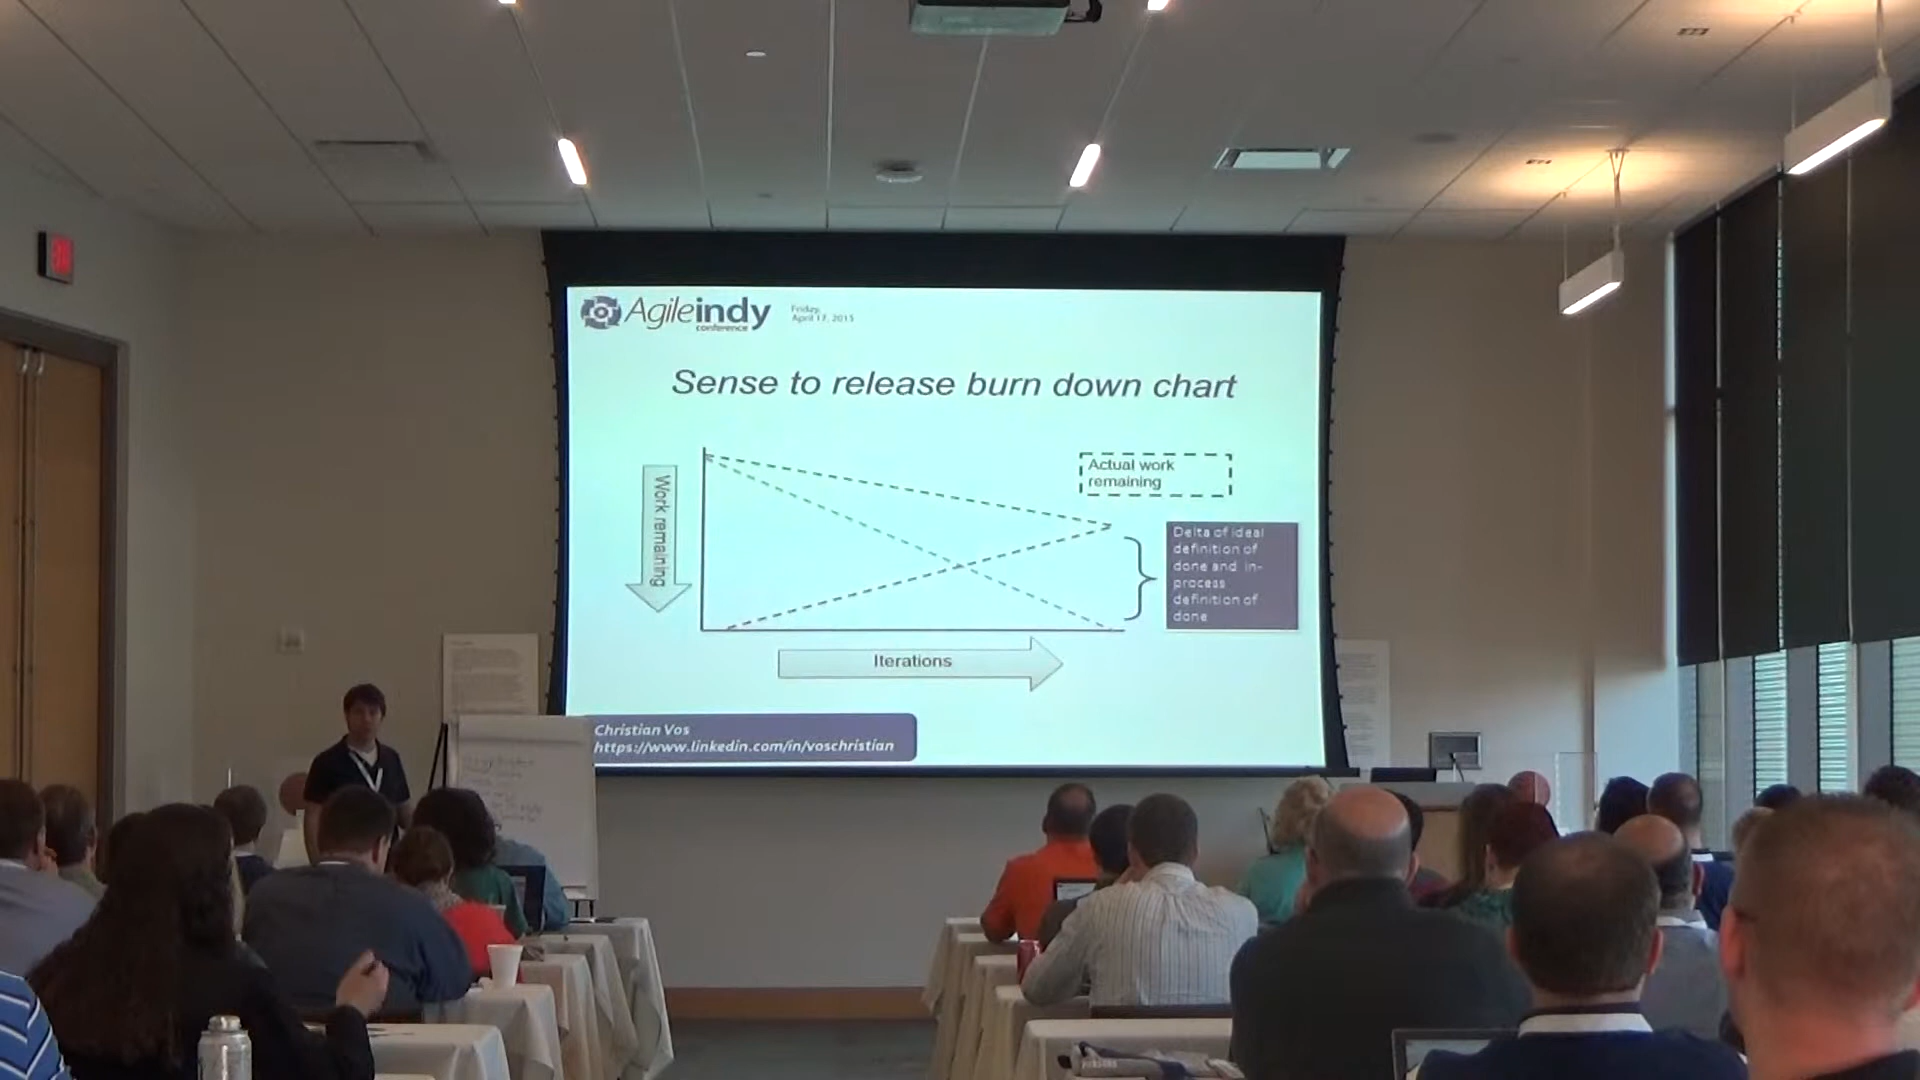 Agileindy
conference
Friday,
April 17, 2015
Sense to release burn down chart
Work remaining
Actual work
remaining
Delta of ideal
definition of
done and in-
process
definition of
done
Iterations
Christian Vos
https://www.linkedin.com/in/voschristian